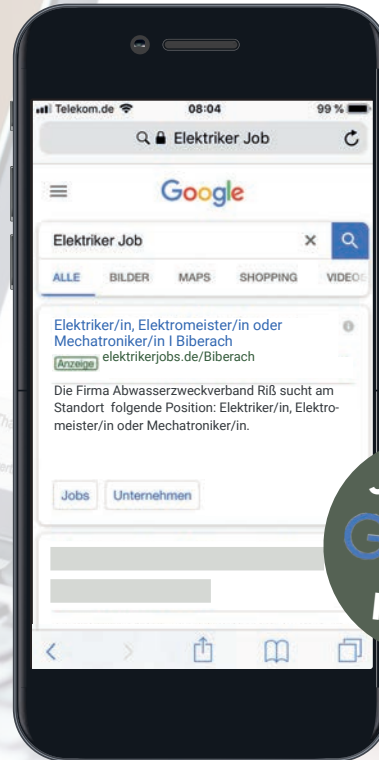 Telekom.de 08:04 99 %
Elektriker Job
Google
Elektriker Job
ALLE BILDER MAPS SHOPPING VIDEOS
Elektriker/in, Elektromeister/in oder
Mechatroniker/in I Biberach
Anzeige elektrikerjobs.de/Biberach
Die Firma Abwasserzweckverband Riß sucht am
Standort folgende Position: Elektriker/in, Elektro-
meister/in oder Mechatroniker/in.
Jobs Unternehmen